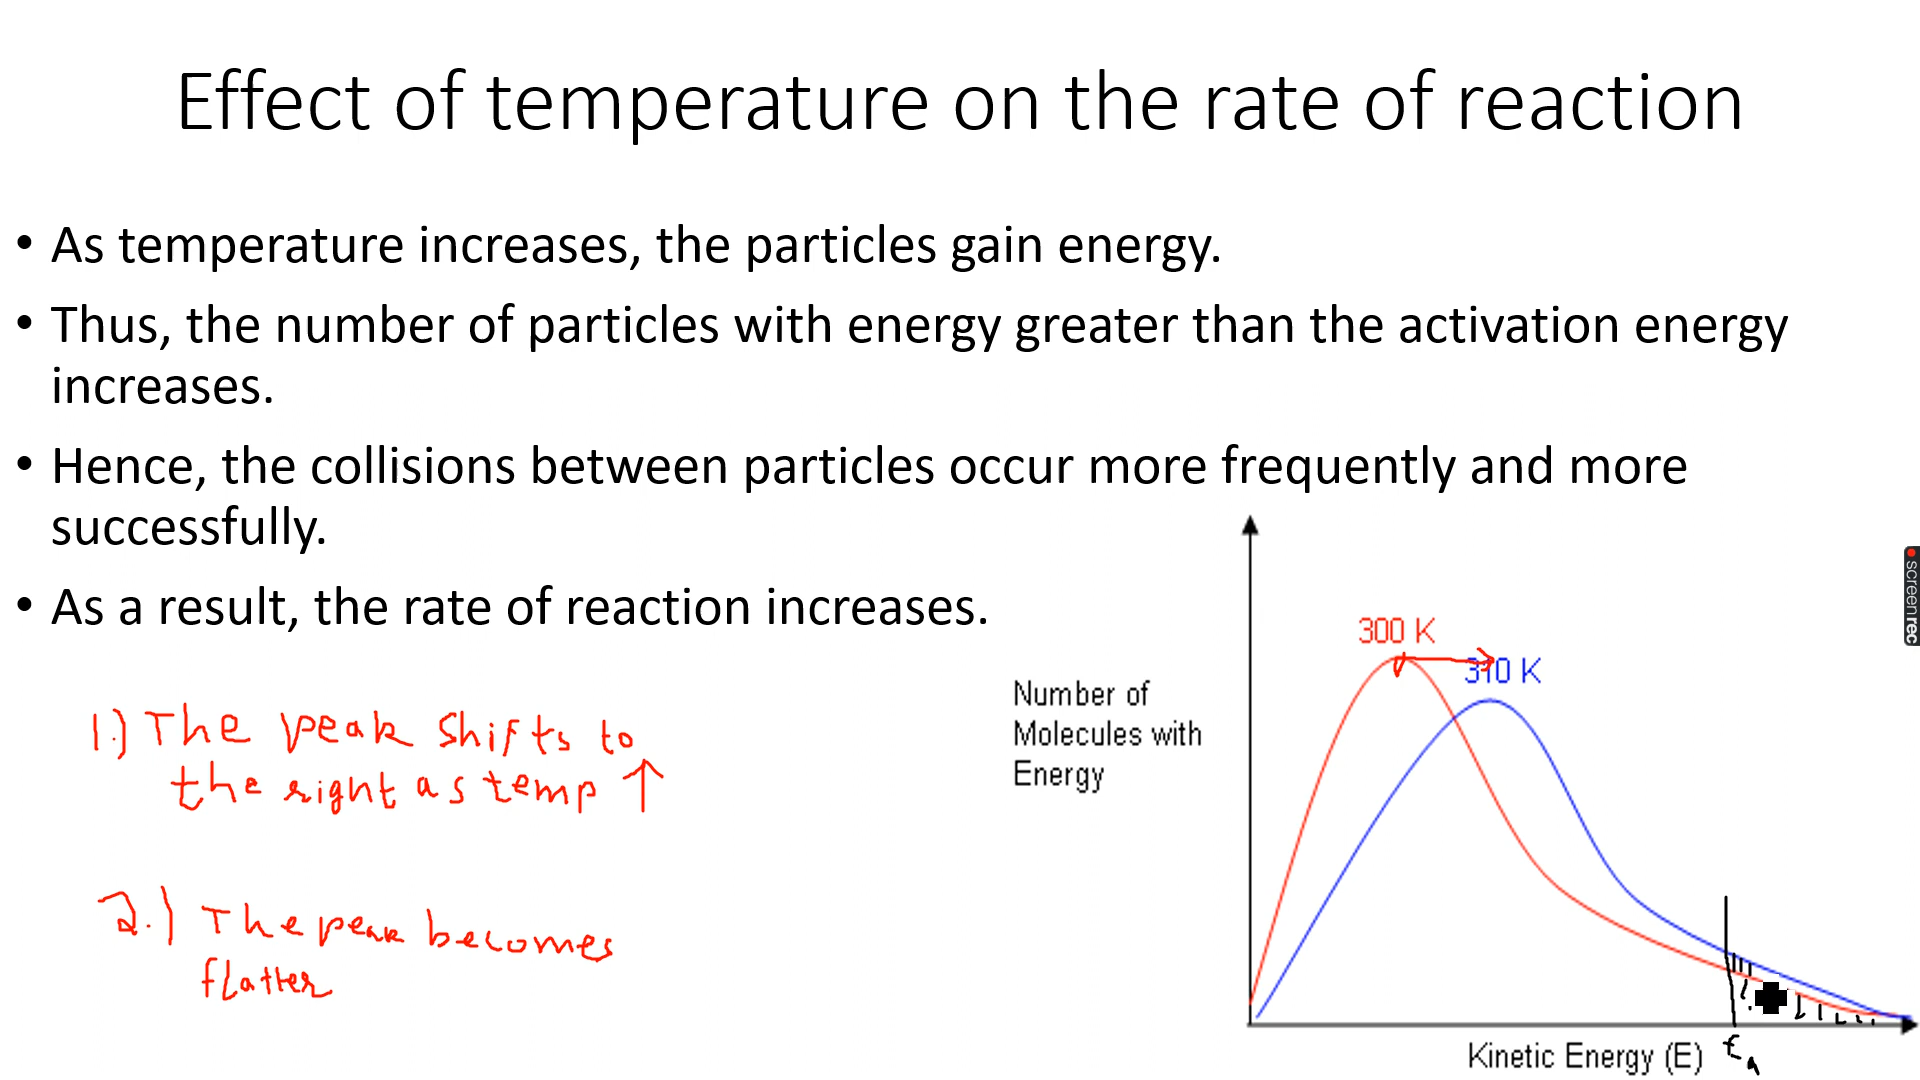 Effect of temperature on the rate of reaction
• As temperature increases, the particles gain energy.
• Thus, the number of particles with energy greater than the activation energy
increases.
• Hence, the collisions between particles occur more frequently and more
successfully.
• As a result, the rate of reaction increases.
1.) The peak shifts to
the right as temp ↑
2.) The peak becomes
flatter
300 K
310 K
Number of
Molecules with
Energy
Kinetic Energy (E)
Ea
screenrec